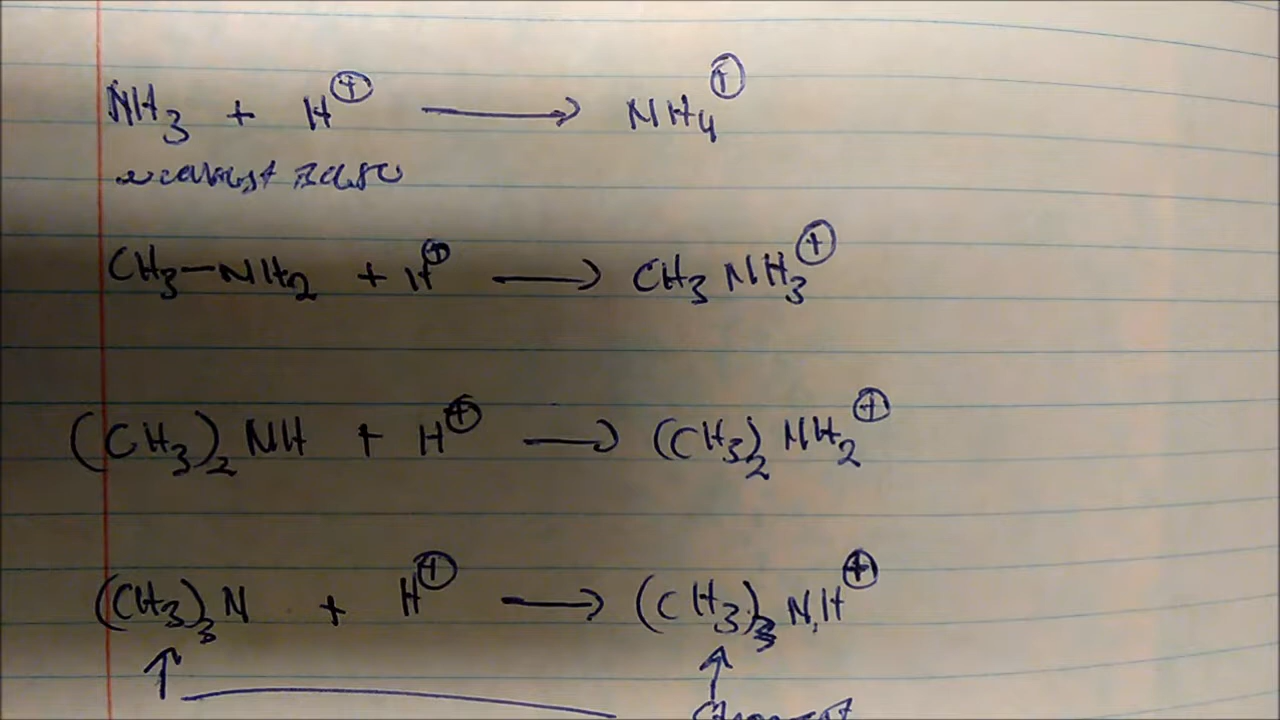 NH₃ + H⊕ → NH₄⊕
weakest Base
CH₃—NH₂ + H⊕ → CH₃NH₃⊕
(CH₃)₂NH + H⊕ → (CH₃)₂NH₂⊕
(CH₃)₃N + H⊕ → (CH₃)₃NH⊕
↑ ↑